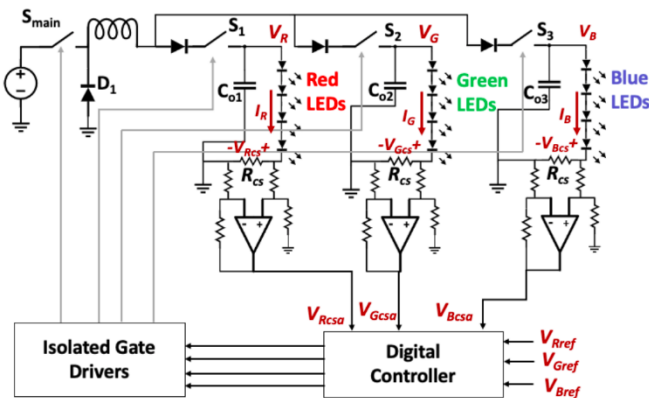 S_main
S_1
S_2
S_3
V_R
V_G
V_B
D_1
C_o1
C_o2
C_o3
Red
LEDs
Green
LEDs
Blue
LEDs
I_R
I_G
I_B
-V_Rcs+
-V_Gcs+
-V_Bcs+
R_cs
R_cs
R_cs
- +
- +
- +
V_Rcsa
V_Gcsa
V_Bcsa
Isolated Gate
Drivers
Digital
Controller
V_Rref
V_Gref
V_Bref